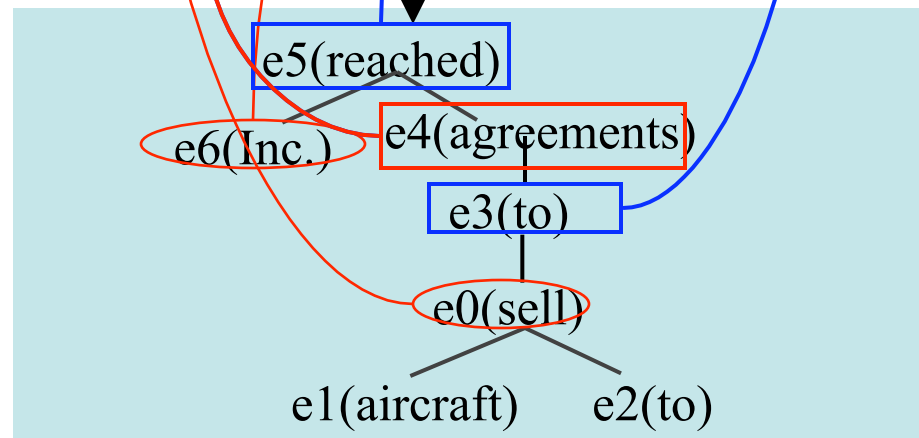 e5(reached)
e6(Inc.) e4(agreements)
e3(to)
e0(sell)
e1(aircraft) e2(to)